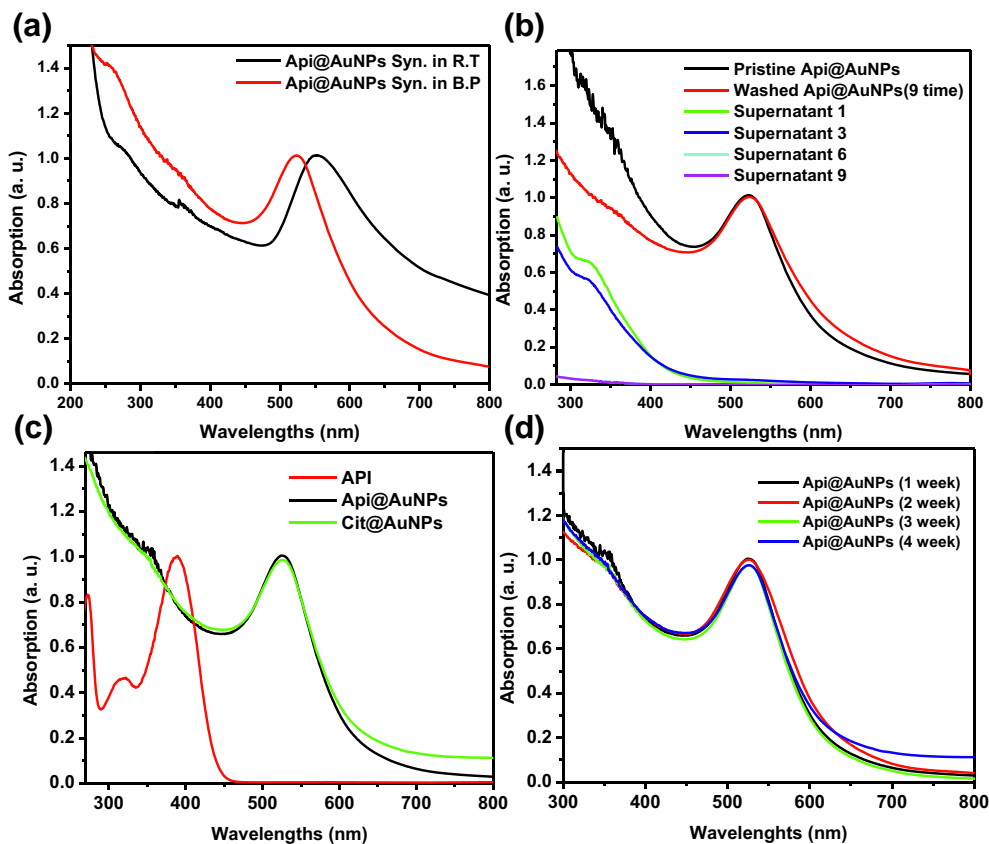 (a)
Api@AuNPs Syn. in R.T
Api@AuNPs Syn. in B.P
1.4
1.2
1.0
0.8
0.6
0.4
0.2
0.0
Absorption (a. u.)
200 300 400 500 600 700 800
Wavelengths (nm)
(b)
Pristine Api@AuNPs
Washed Api@AuNPs(9 time)
Supernatant 1
Supernatant 3
Supernatant 6
Supernatant 9
1.6
1.4
1.2
1.0
0.8
0.6
0.4
0.2
0.0
Absorption (a. u.)
300 400 500 600 700 800
Wavelengths (nm)
(c)
API
Api@AuNPs
Cit@AuNPs
1.4
1.2
1.0
0.8
0.6
0.4
0.2
0.0
Absorption (a. u.)
300 400 500 600 700 800
Wavelengths (nm)
(d)
Api@AuNPs (1 week)
Api@AuNPs (2 week)
Api@AuNPs (3 week)
Api@AuNPs (4 week)
1.4
1.2
1.0
0.8
0.6
0.4
0.2
0.0
Absorption (a. u.)
300 400 500 600 700 800
Wavelenghts (nm)